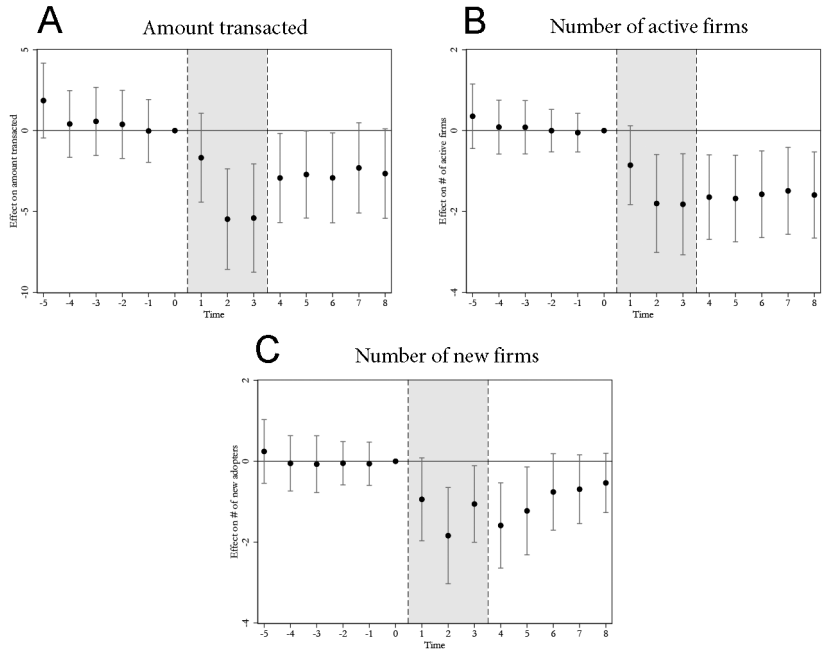 A
Amount transacted
Effect on amount transacted
5
0
-5
-10
-5 -4 -3 -2 -1 0 1 2 3 4 5 6 7 8
Time
B
Number of active firms
Effect on # of active firms
2
0
-2
-4
-5 -4 -3 -2 -1 0 1 2 3 4 5 6 7 8
Time
C
Number of new firms
Effect on # of new adopters
2
0
-2
-4
-5 -4 -3 -2 -1 0 1 2 3 4 5 6 7 8
Time